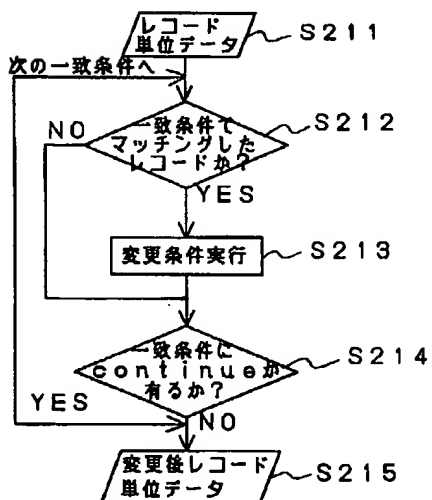 レコード
単位データ
S211
次の一致条件へ
NO
一致条件で
マッチングした
レコードか?
S212
YES
変更条件実行
S213
一致条件に
continueが
有るか?
S214
YES
NO
変更後レコード
単位データ
S215